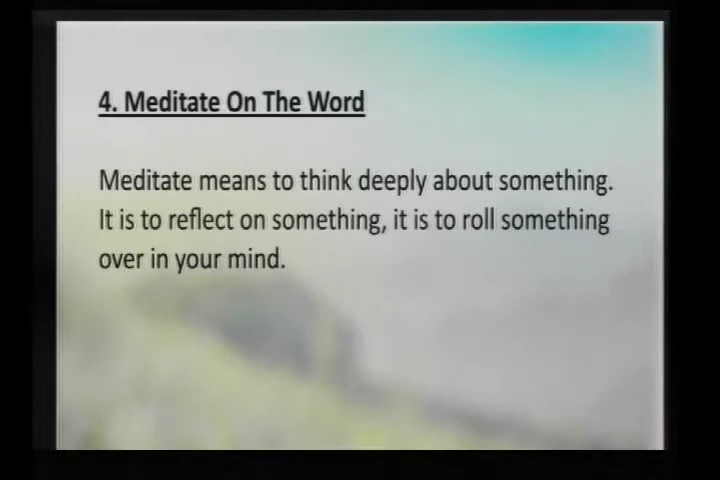 4. Meditate On The Word
Meditate means to think deeply about something.
It is to reflect on something, it is to roll something
over in your mind.